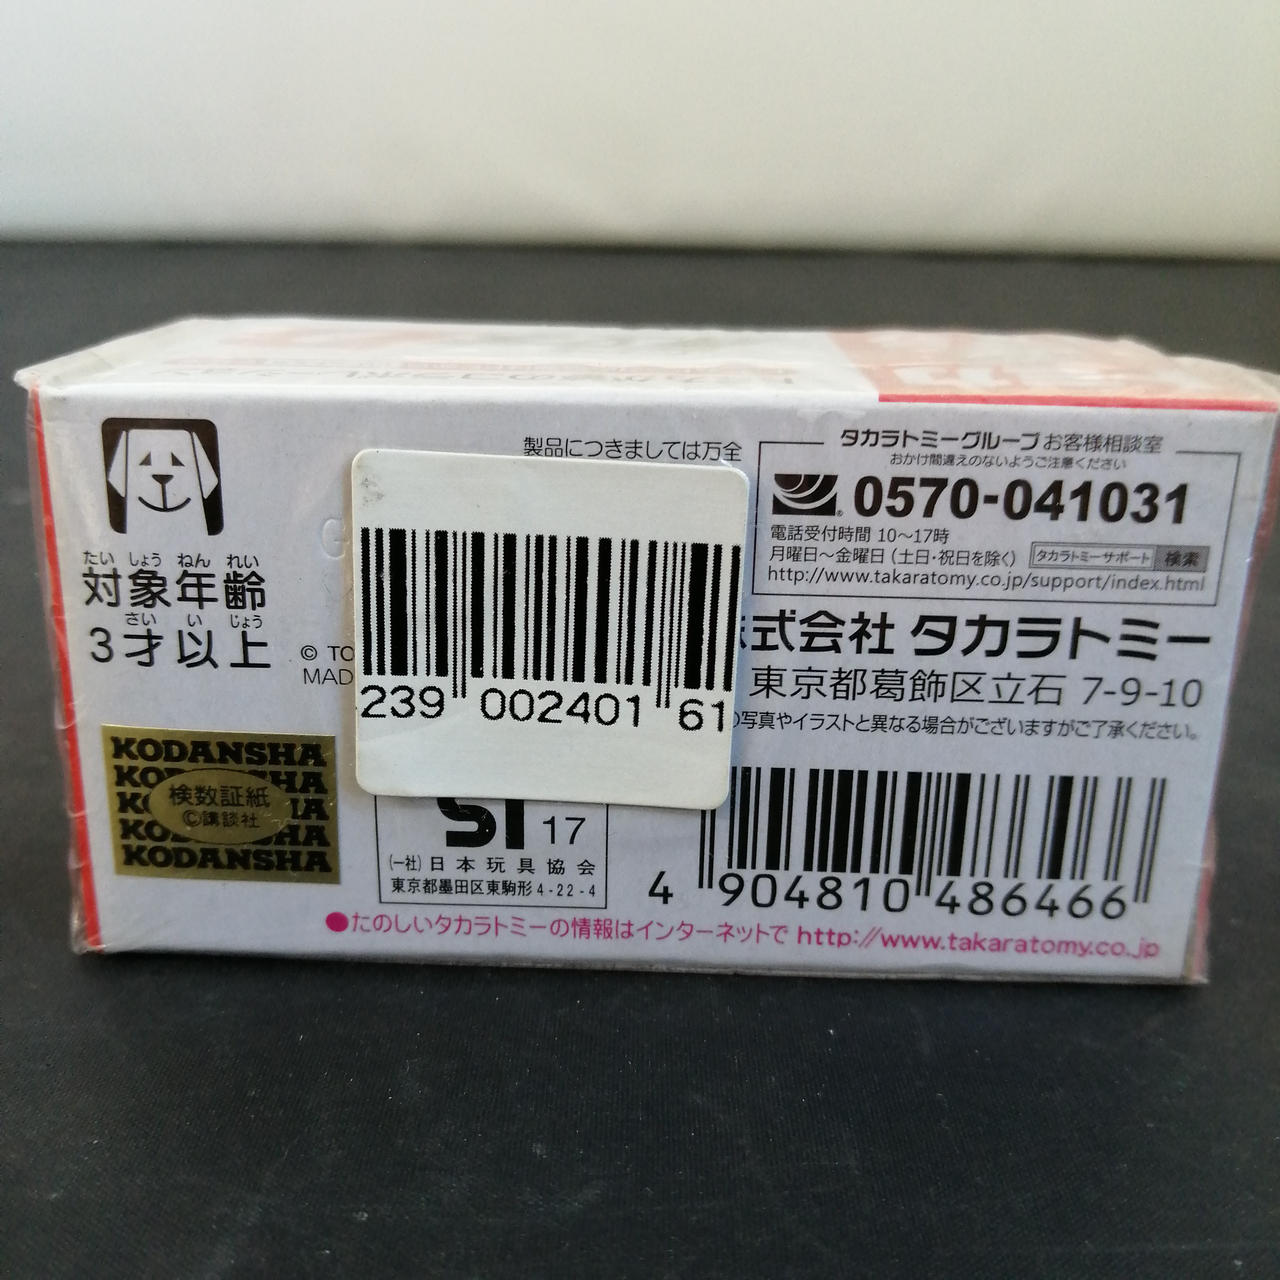 製品につきましては万全
タカラトミーグループお客様相談室
おかけ間違えのないようご注意ください
0570-041031
電話受付時間 10～17時
月曜日～金曜日（土日・祝日を除く）
タカラトミーサポート 検索
http://www.takaratomy.co.jp/support/index.html
たい しょう ねん れい
対象年齢
さい い じょう
3才以上
© TO
MAD
239 002401 61
式会社 タカラトミー
東京都葛飾区立石 7-9-10
の写真やイラストと異なる場合がございますがご了承ください。
KODANSHA
KODANSHA
検数証紙
©講談社
KODANSHA
KODANSHA
ST 17
(一社)日本玩具協会
東京都墨田区東駒形4-22-4
4 904810 486466
●たのしいタカラトミーの情報はインターネットで http://www.takaratomy.co.jp